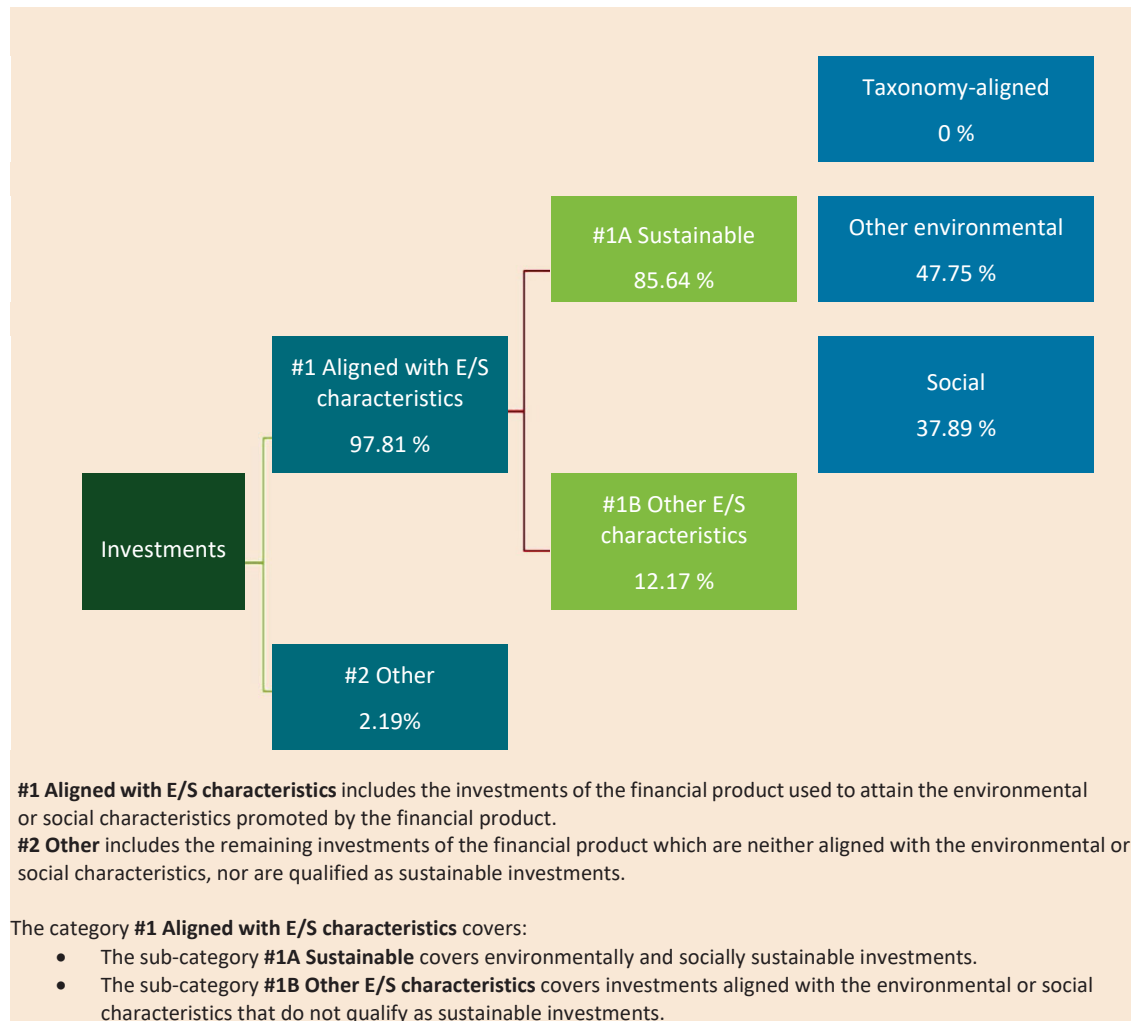 Taxonomy-aligned
0 %
#1A Sustainable
85.64 %
Other environmental
47.75 %
#1 Aligned with E/S
characteristics
97.81 %
Social
37.89 %
Investments
#1B Other E/S
characteristics
12.17 %
#2 Other
2.19%
#1 Aligned with E/S characteristics includes the investments of the financial product used to attain the environmental
or social characteristics promoted by the financial product.
#2 Other includes the remaining investments of the financial product which are neither aligned with the environmental or
social characteristics, nor are qualified as sustainable investments.
The category #1 Aligned with E/S characteristics covers:
• The sub-category #1A Sustainable covers environmentally and socially sustainable investments.
• The sub-category #1B Other E/S characteristics covers investments aligned with the environmental or social
characteristics that do not qualify as sustainable investments.